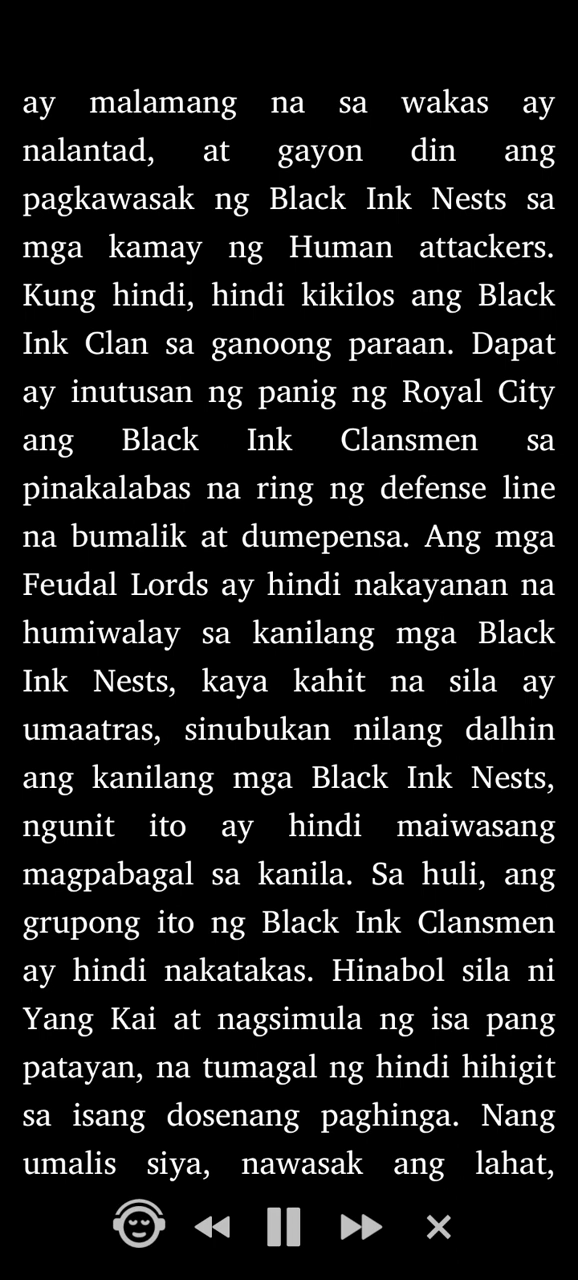 ay malamang na sa wakas ay
nalantad, at gayon din ang
pagkawasak ng Black Ink Nests sa
mga kamay ng Human attackers.
Kung hindi, hindi kikilos ang Black
Ink Clan sa ganoong paraan. Dapat
ay inutusan ng panig ng Royal City
ang Black Ink Clansmen sa
pinakalabas na ring ng defense line
na bumalik at dumepensa. Ang mga
Feudal Lords ay hindi nakayanan na
humiwalay sa kanilang mga Black
Ink Nests, kaya kahit na sila ay
umaatras, sinubukan nilang dalhin
ang kanilang mga Black Ink Nests,
ngunit ito ay hindi maiwasang
magpabagal sa kanila. Sa huli, ang
grupong ito ng Black Ink Clansmen
ay hindi nakatakas. Hinabol sila ni
Yang Kai at nagsimula ng isa pang
patayan, na tumagal ng hindi hihigit
sa isang dosenang paghinga. Nang
umalis siya, nawasak ang lahat,